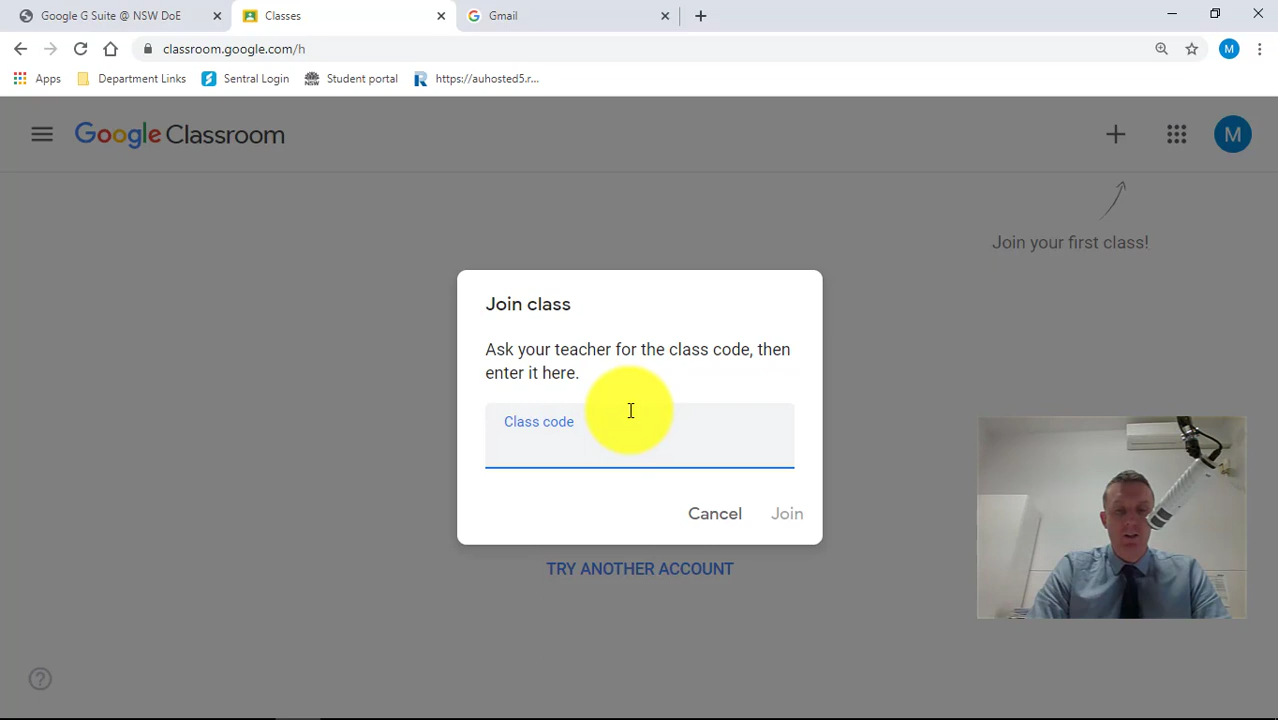 Google G Suite @ NSW DoE
Classes
Gmail
classroom.google.com/h
M
Apps
Department Links
Sentral Login
Student portal
https://auhosted5.r...
Google Classroom
M
Join your first class!
Join class
Ask your teacher for the class code, then
enter it here.
Class code
Cancel
Join
TRY ANOTHER ACCOUNT